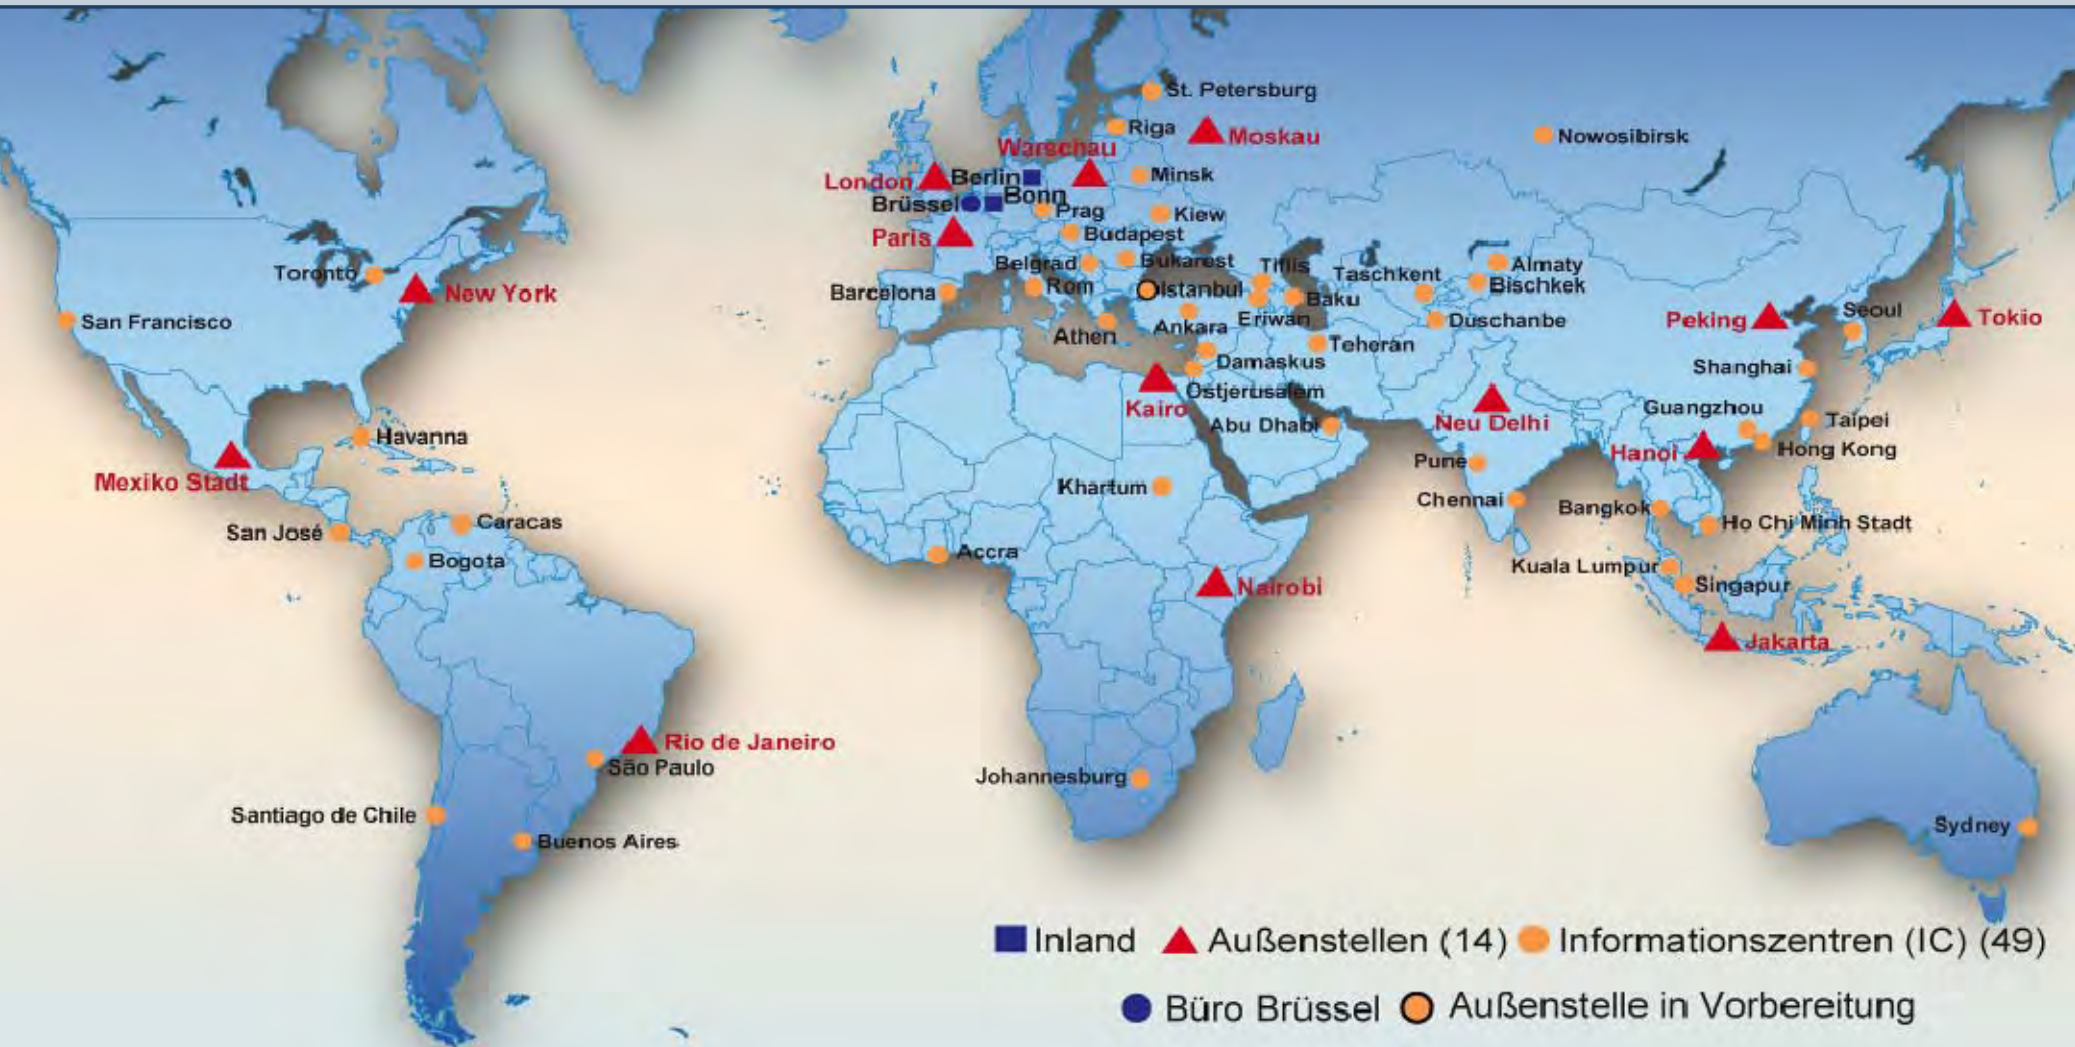 St. Petersburg
Riga
Moskau
Nowosibirsk
Warschau
London
Berlin
Minsk
Brüssel
Bonn
Prag
Kiew
Paris
Budapest
Belgrad
Bukarest
Tiflis
Taschkent
Almaty
Toronto
New York
Barcelona
Rom
Istanbul
Baku
Bischkek
San Francisco
Athen
Ankara
Eriwan
Duschanbe
Peking
Seoul
Tokio
Teheran
Damaskus
Shanghai
Ostjerusalem
Kairo
Abu Dhabi
Neu Delhi
Guangzhou
Taipei
Havanna
Hanoi
Hong Kong
Pune
Mexiko Stadt
Khartum
Chennai
Bangkok
Ho Chi Minh Stadt
San José
Caracas
Bogota
Accra
Kuala Lumpur
Singapur
Nairobi
Jakarta
Rio de Janeiro
São Paulo
Johannesburg
Santiago de Chile
Buenos Aires
Sydney
Inland Außenstellen (14) Informationszentren (IC) (49)
Büro Brüssel Außenstelle in Vorbereitung